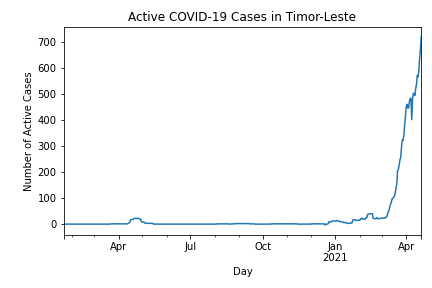 Active COVID-19 Cases in Timor-Leste
Number of Active Cases
700
600
500
400
300
200
100
0
Apr
Jul
Oct
Jan
2021
Apr
Day